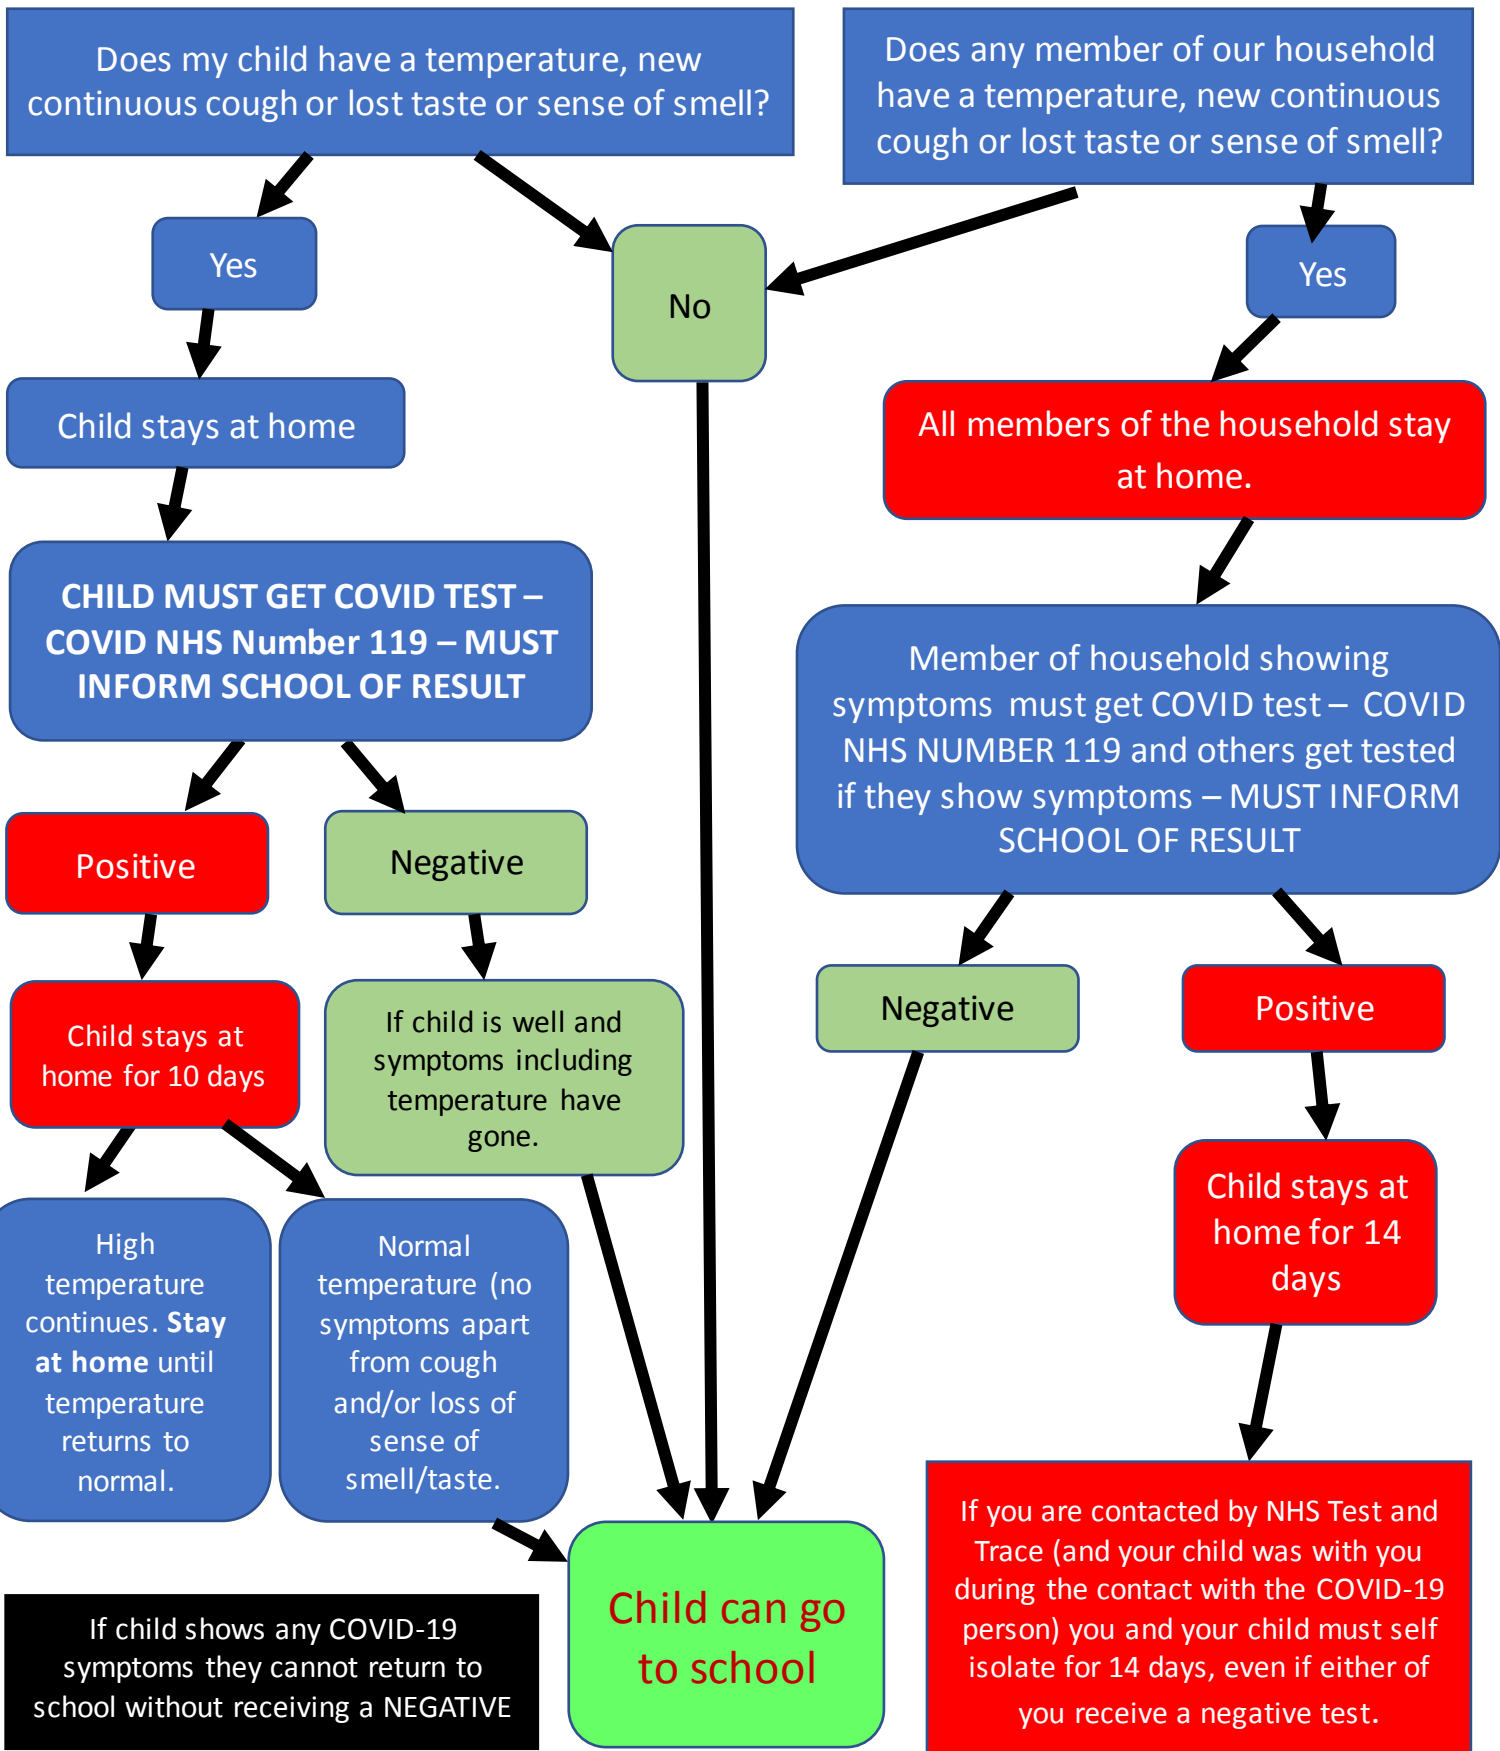 Does my child have a temperature, new
continuous cough or lost taste or sense of smell?
Does any member of our household
have a temperature, new continuous
cough or lost taste or sense of smell?
Yes
No
Yes
Child stays at home
All members of the household stay
at home.
CHILD MUST GET COVID TEST –
COVID NHS Number 119 – MUST
INFORM SCHOOL OF RESULT
Member of household showing
symptoms must get COVID test – COVID
NHS NUMBER 119 and others get tested
if they show symptoms – MUST INFORM
SCHOOL OF RESULT
Positive
Negative
Negative
Positive
Child stays at
home for 10 days
If child is well and
symptoms including
temperature have
gone.
Child stays at
home for 14
days
High
temperature
continues. Stay
at home until
temperature
returns to
normal.
Normal
temperature (no
symptoms apart
from cough
and/or loss of
sense of
smell/taste.
If child shows any COVID-19
symptoms they cannot return to
school without receiving a NEGATIVE
Child can go
to school
If you are contacted by NHS Test and
Trace (and your child was with you
during the contact with the COVID-19
person) you and your child must self
isolate for 14 days, even if either of
you receive a negative test.